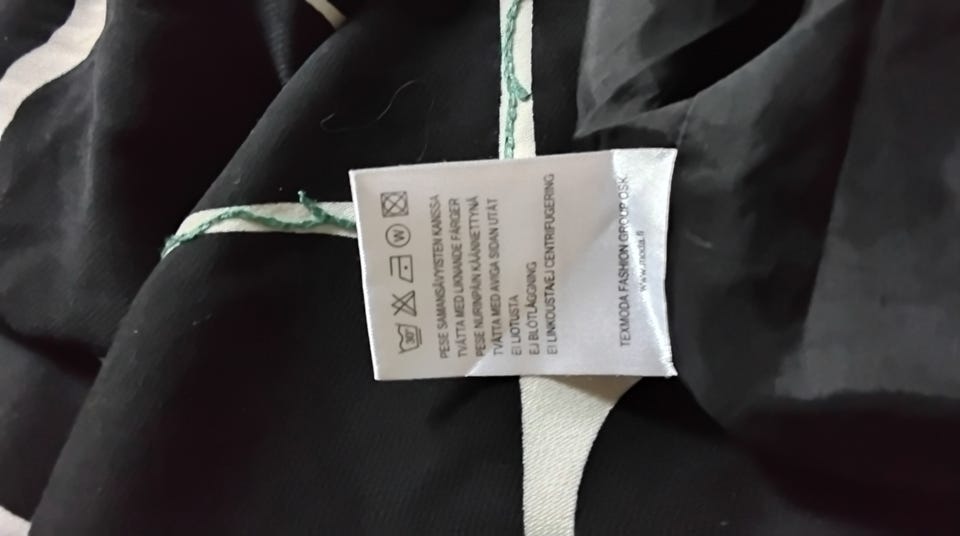 30°
W
PESE SAMANSÄVYISTEN KANSSA
TVÄTTA MED LIKNANDE FÄRGER
PESE NURINPÄIN KÄÄNNETTYNÄ
TVÄTTA MED AVIGA SIDAN UTÅT
EI LIOTUSTA
EJ BLÖTLÄGGNING
EI LINKOUSTA/EJ CENTRIFUGERING
TEXMODA FASHION GROUP OSK
www.moda.fi